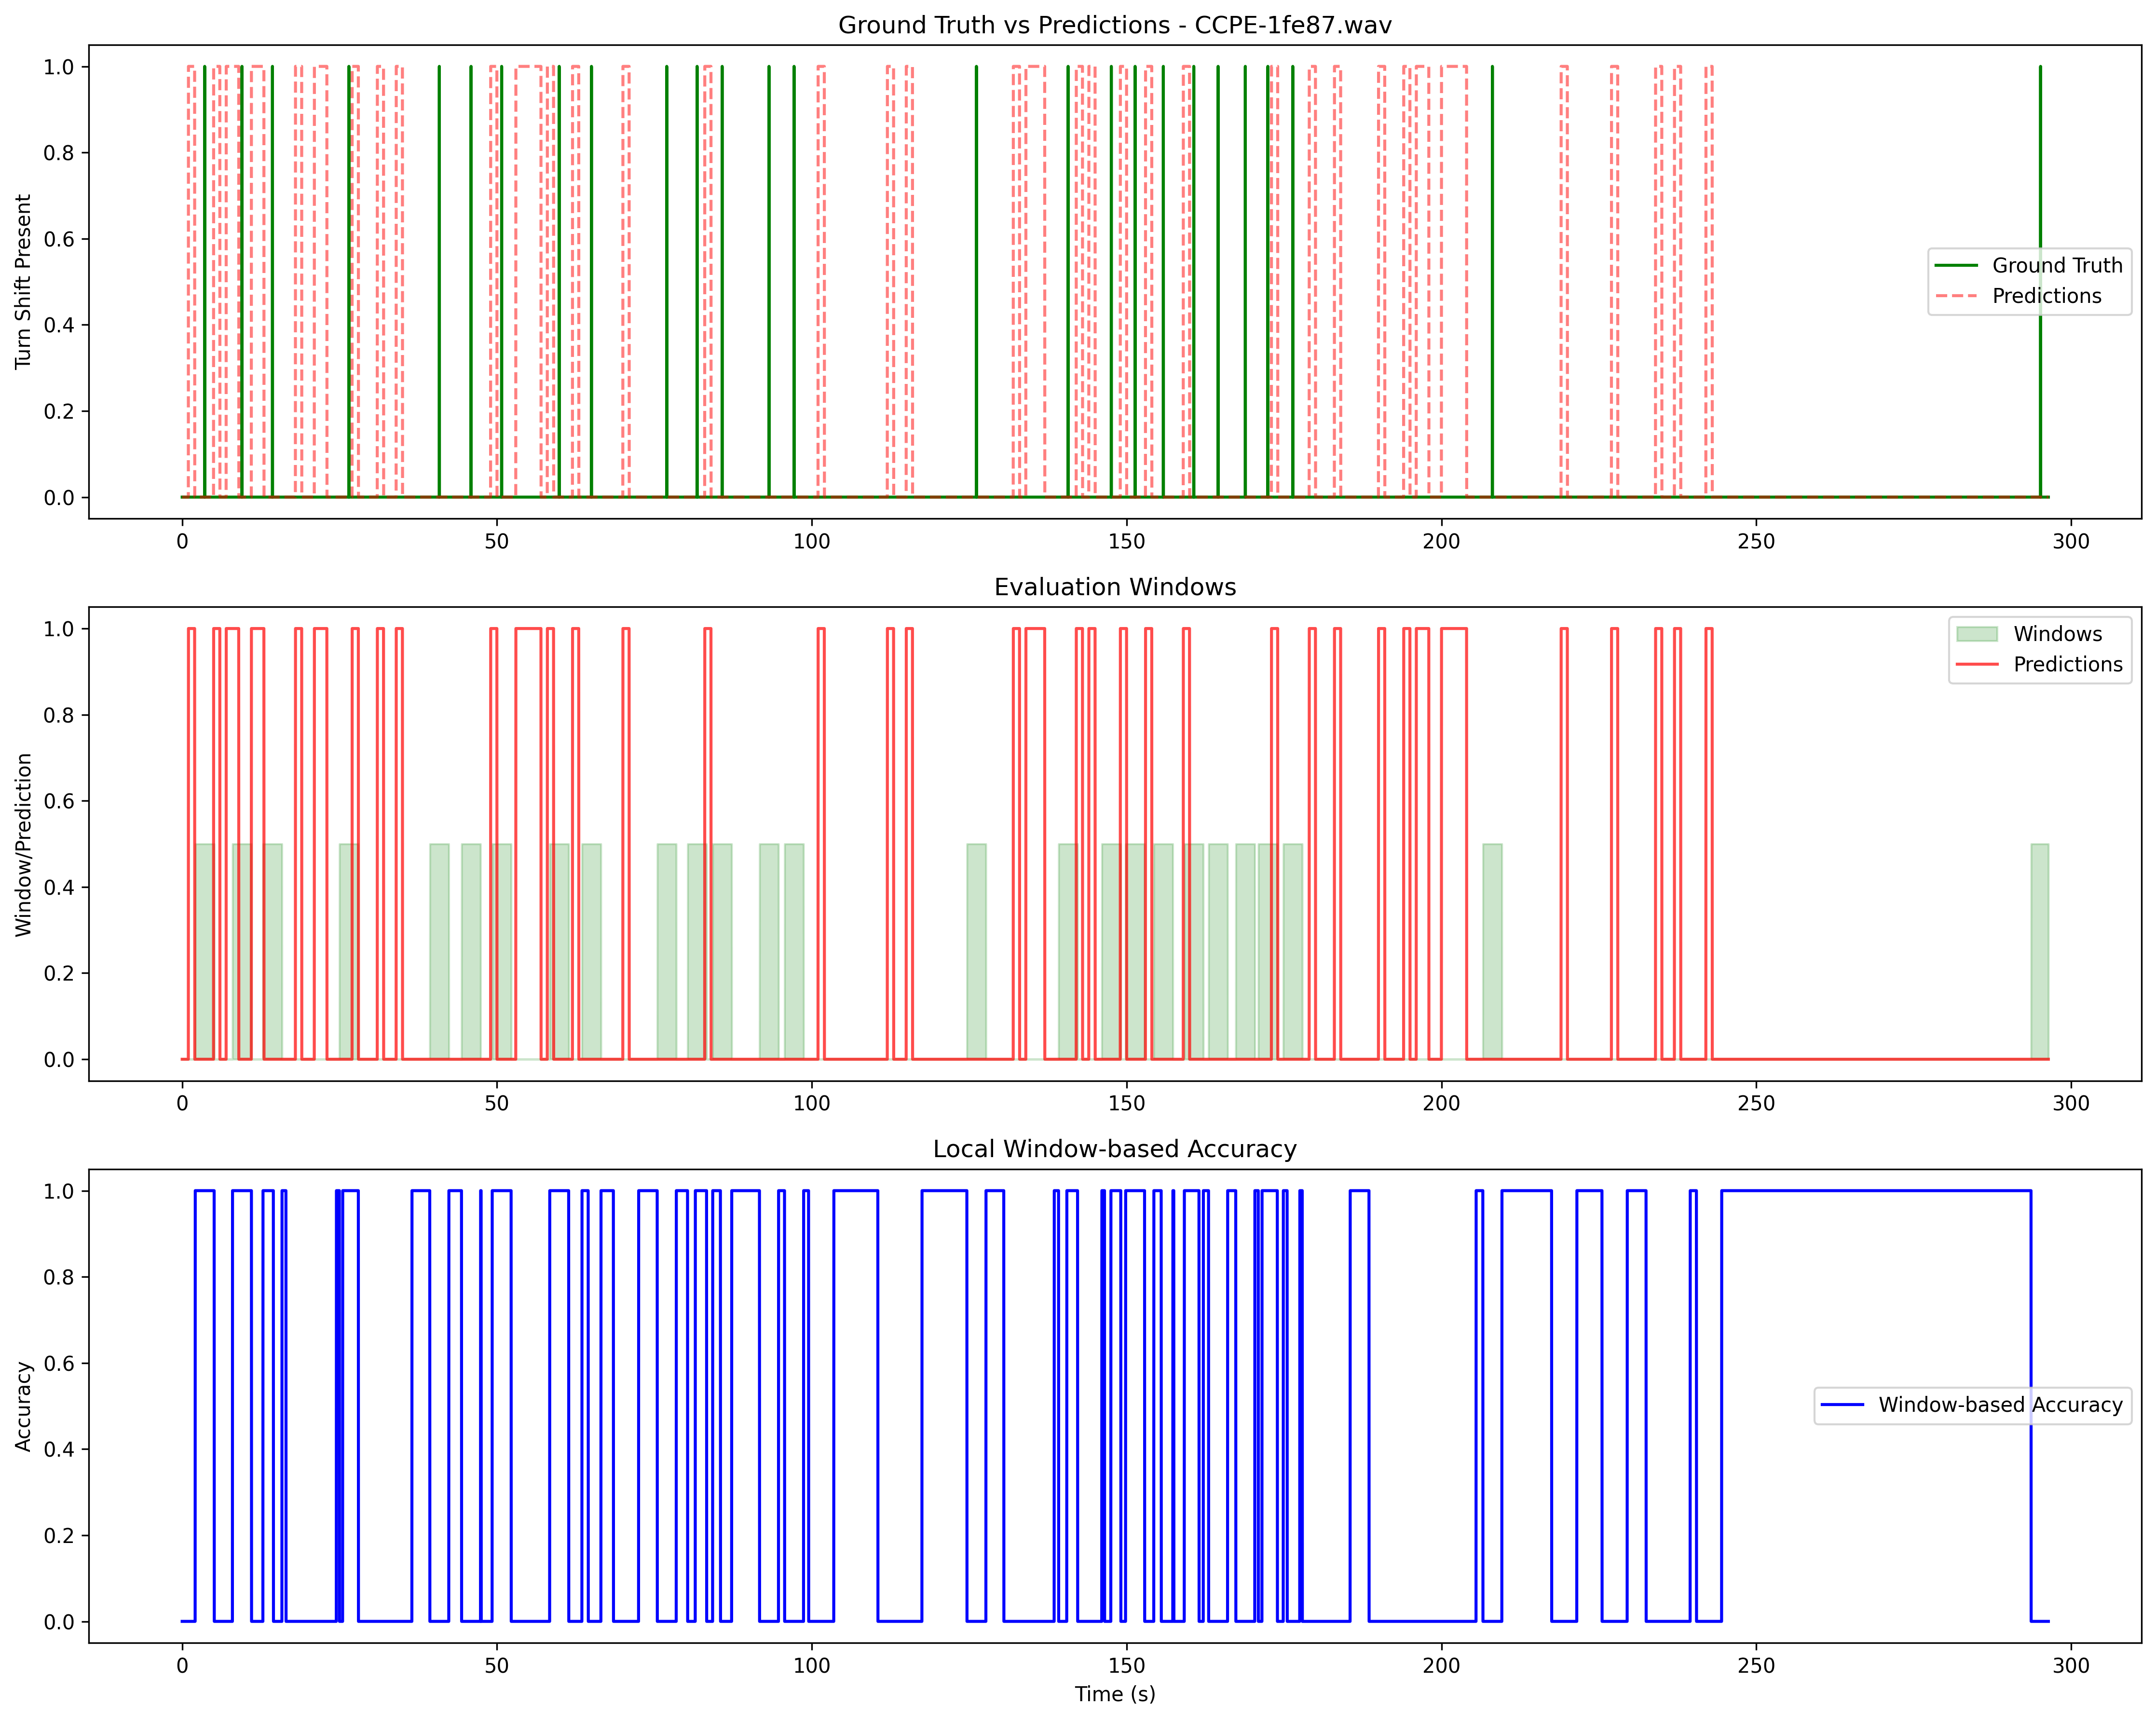 Ground Truth vs Predictions - CCPE-1fe87.wav
Turn Shift Present
1.0
0.8
0.6
0.4
0.2
0.0
Ground Truth
Predictions
0 50 100 150 200 250 300
Evaluation Windows
Window/Prediction
1.0
0.8
0.6
0.4
0.2
0.0
Windows
Predictions
0 50 100 150 200 250 300
Local Window-based Accuracy
Accuracy
1.0
0.8
0.6
0.4
0.2
0.0
Window-based Accuracy
0 50 100 150 200 250 300
Time (s)